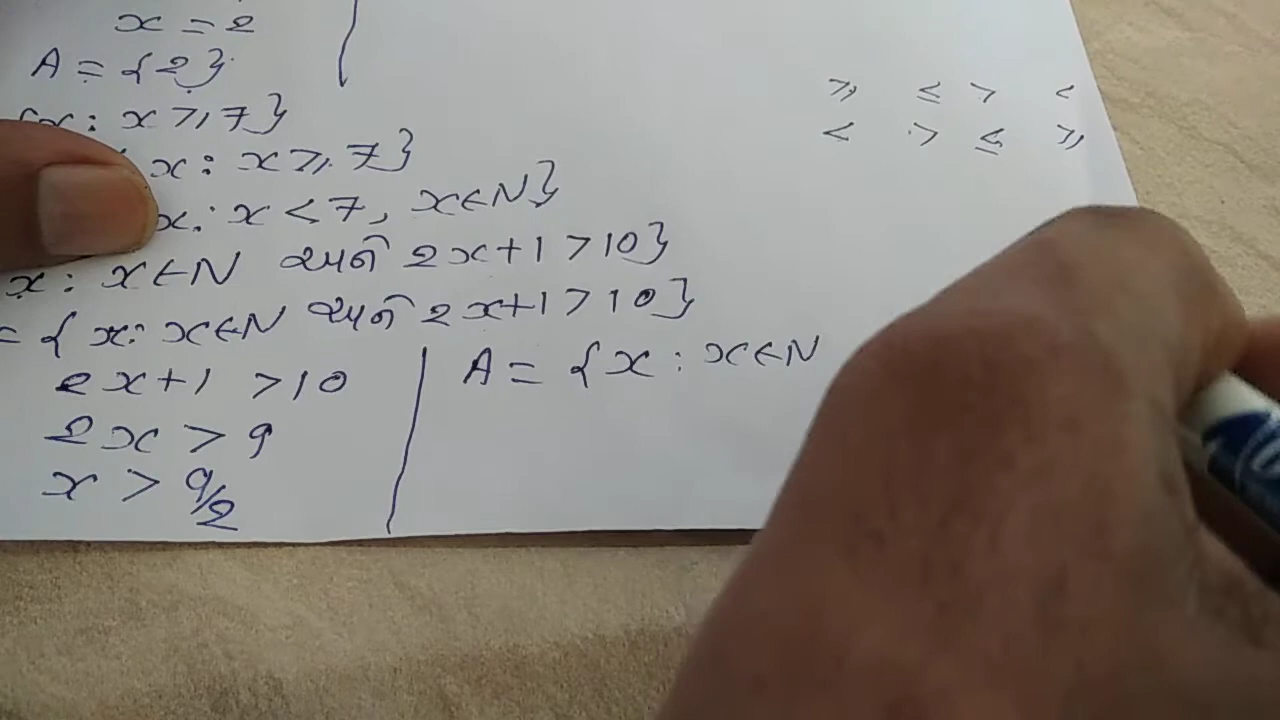 x = 2
A = {2}
x : x ⩾ 7}
{x : x ⩾ 7}
x : x < 7, x∈N}
x : x∈N અને 2x+1 > 10}
= {x : x∈N અને 2x+1 > 10}
2x+1 > 10
2x > 9
x > 9/2
A = {x : x∈N
⩾ ≤ > <
< > ≤ ⩾